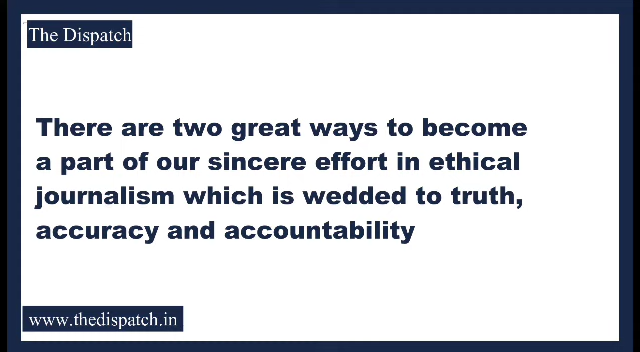 The Dispatch
There are two great ways to become
a part of our sincere effort in ethical
journalism which is wedded to truth,
accuracy and accountability
www.thedispatch.in